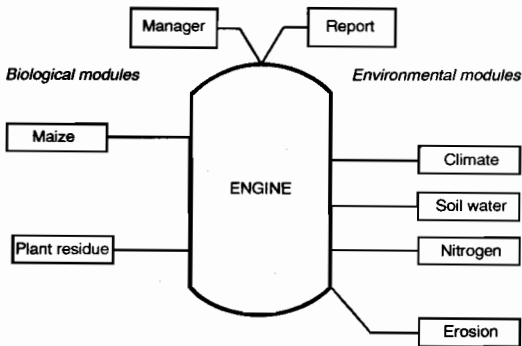 Manager
Report
Biological modules
Environmental modules
Maize
Climate
ENGINE
Soil water
Plant residue
Nitrogen
Erosion